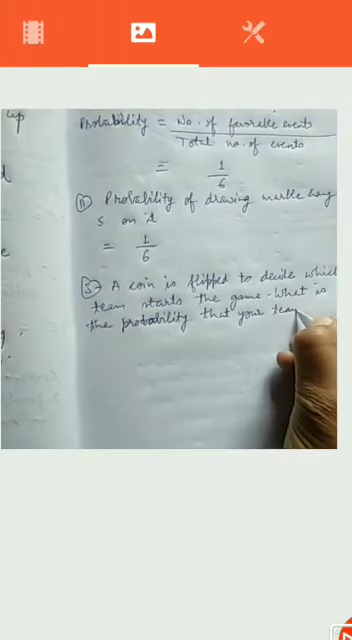 up
Probability = No. of favorable events
Total no. of events
= 1
6
(ii) Probability of drawing marble having
s on it
= 1
6
(3) A coin is flipped to decide which
team starts the game. What is
the probability that your team